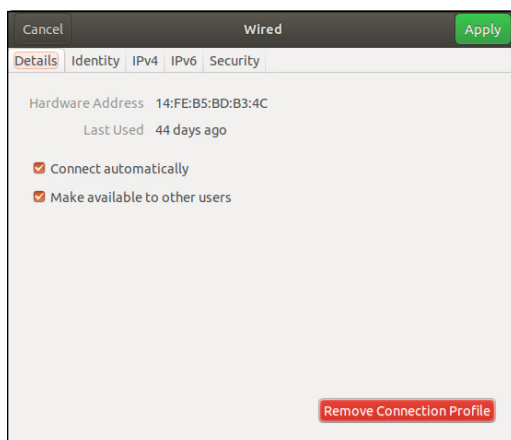 Cancel Wired Apply
Details Identity IPv4 IPv6 Security
Hardware Address 14:FE:B5:BD:B3:4C
Last Used 44 days ago
Connect automatically
Make available to other users
Remove Connection Profile